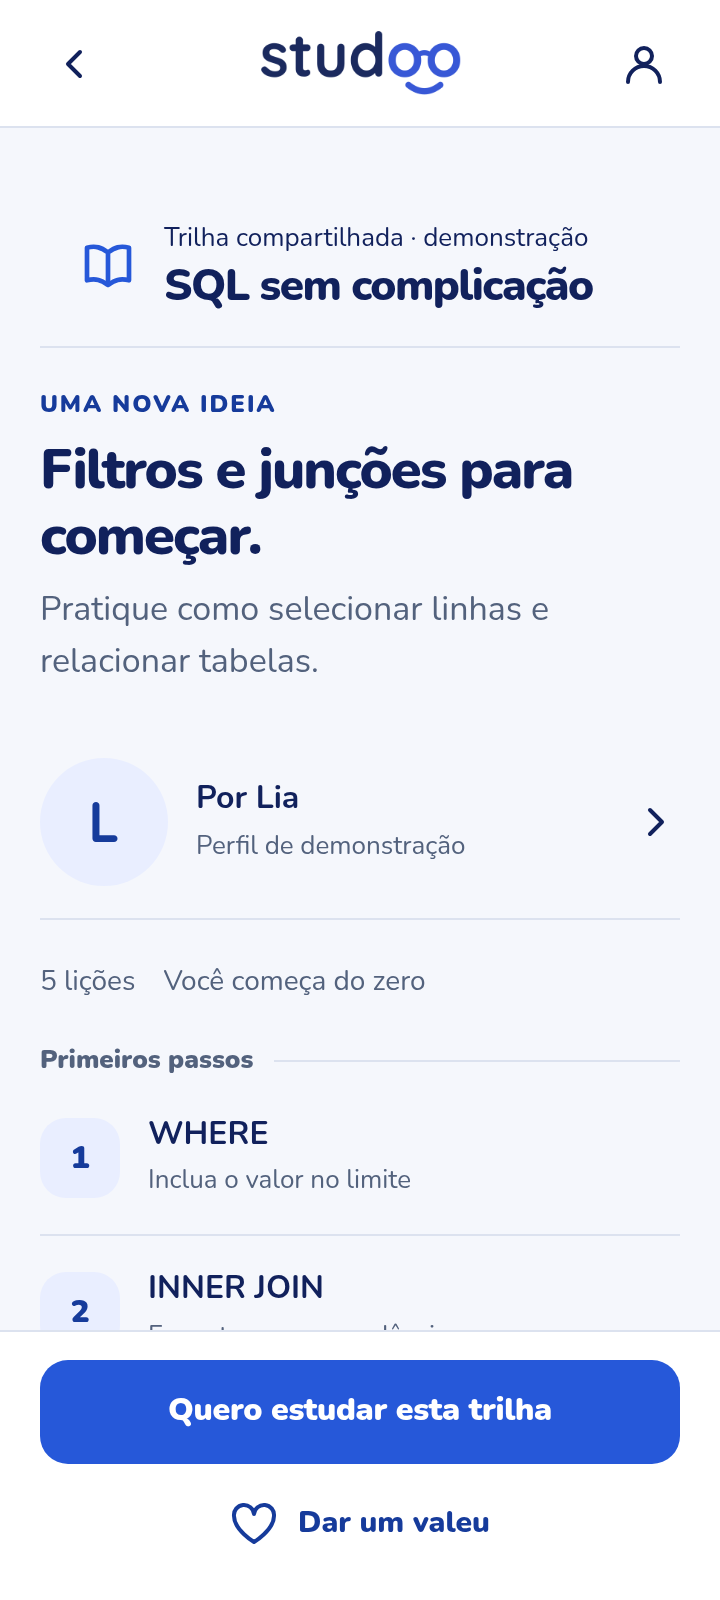 studoo
Trilha compartilhada · demonstração
SQL sem complicação
UMA NOVA IDEIA
Filtros e junções para
começar.
Pratique como selecionar linhas e
relacionar tabelas.
L
Por Lia
Perfil de demonstração
5 lições Você começa do zero
Primeiros passos
1
WHERE
Inclua o valor no limite
2
INNER JOIN
Quero estudar esta trilha
Dar um valeu